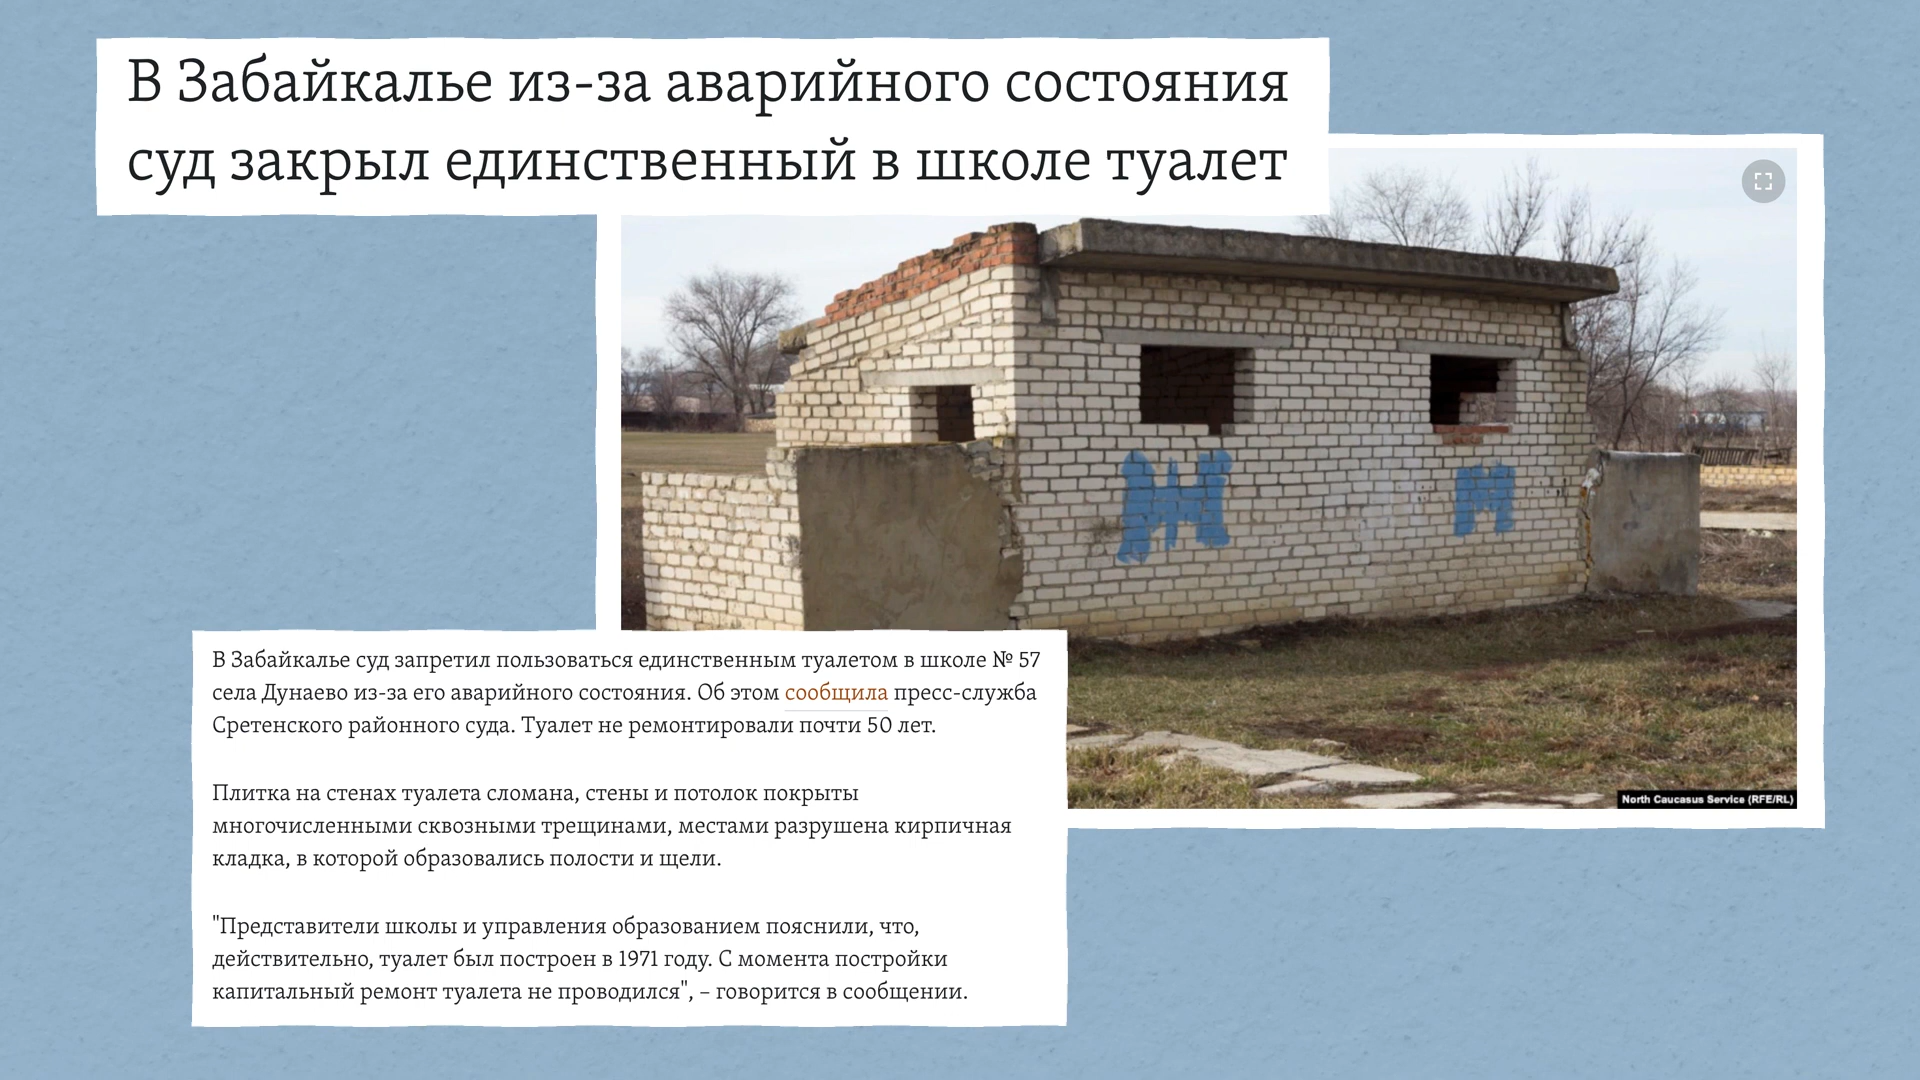 В Забайкалье из-за аварийного состояния
суд закрыл единственный в школе туалет
Ж
М
North Caucasus Service (RFE/RL)
В Забайкалье суд запретил пользоваться единственным туалетом в школе № 57
села Дунаево из-за его аварийного состояния. Об этом сообщила пресс-служба
Сретенского районного суда. Туалет не ремонтировали почти 50 лет.
Плитка на стенах туалета сломана, стены и потолок покрыты
многочисленными сквозными трещинами, местами разрушена кирпичная
кладка, в которой образовались полости и щели.
"Представители школы и управления образованием пояснили, что,
действительно, туалет был построен в 1971 году. С момента постройки
капитальный ремонт туалета не проводился", – говорится в сообщении.